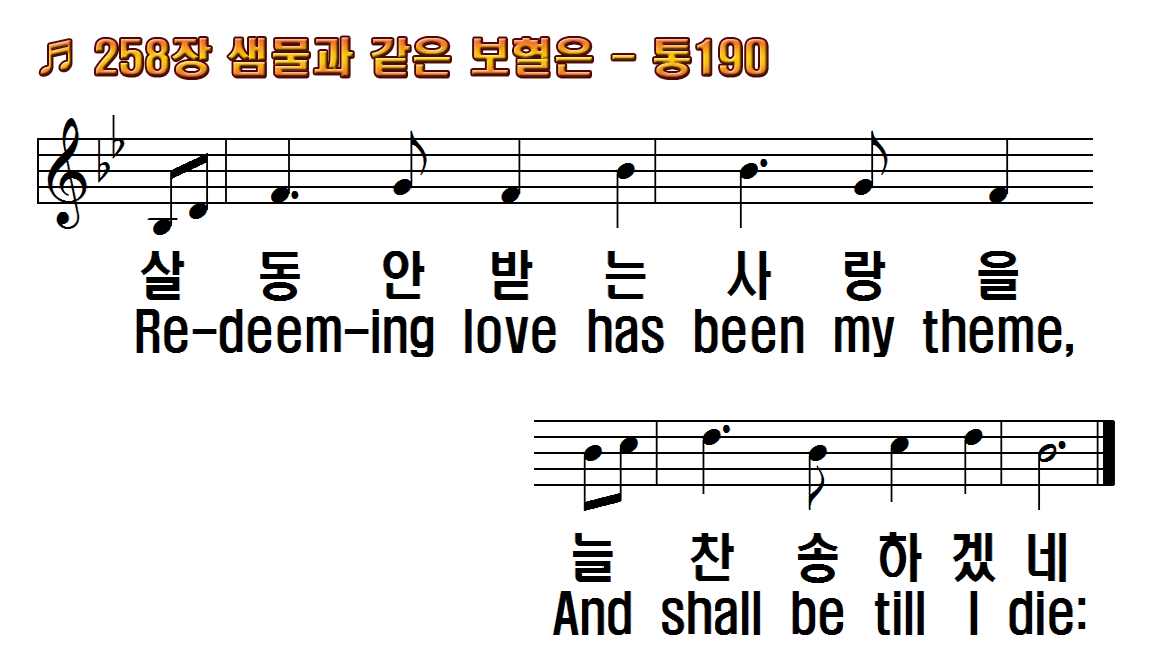 ♬ 258장 샘물과 같은 보혈은 - 통190
살 동 안 받 는 사 랑 을
Re-deem-ing love has been my theme,
늘 찬 송 하 겠 네
And shall be till I die: